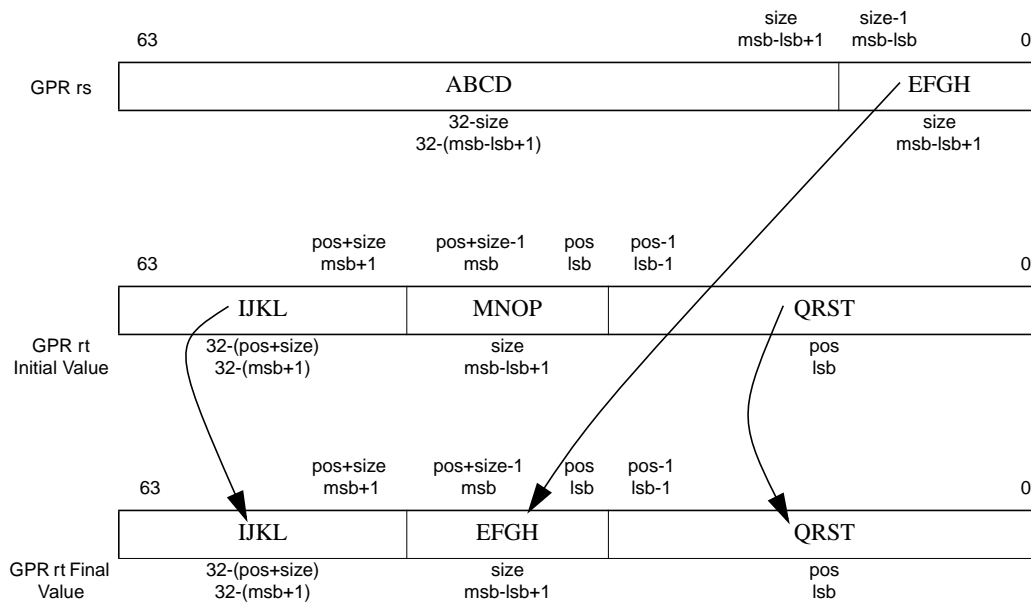 size size-1
63 msb-lsb+1 msb-lsb 0
GPR rs ABCD EFGH
32-size size
32-(msb-lsb+1) msb-lsb+1
pos+size pos+size-1 pos pos-1
63 msb+1 msb lsb lsb-1 0
IJKL MNOP QRST
GPR rt 32-(pos+size) size pos
Initial Value 32-(msb+1) msb-lsb+1 lsb
pos+size pos+size-1 pos pos-1
63 msb+1 msb lsb lsb-1 0
IJKL EFGH QRST
GPR rt Final 32-(pos+size) size pos
Value 32-(msb+1) msb-lsb+1 lsb